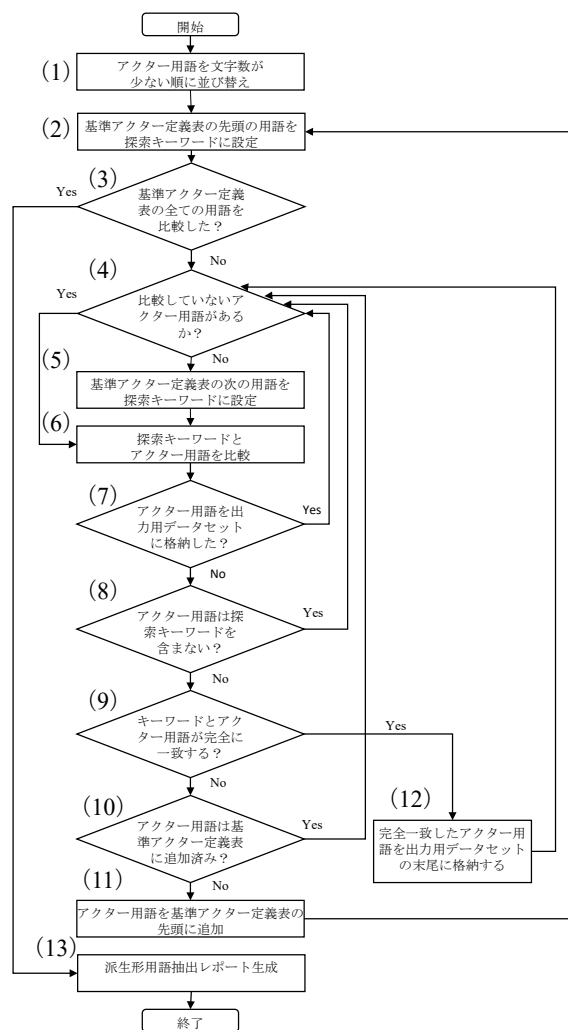 開始
(1)
アクター用語を文字数が
少ない順に並び替え
(2)
基準アクター定義表の先頭の用語を
探索キーワードに設定
(3)
Yes
基準アクター定義
表の全ての用語を
比較した？
No
(4)
Yes
比較していないア
クター用語がある
か？
No
(5)
基準アクター定義表の次の用語を
探索キーワードに設定
(6)
探索キーワードと
アクター用語を比較
(7)
アクター用語を出
力用データセット
に格納した？
Yes
No
(8)
アクター用語は探
索キーワードを
含まない？
Yes
No
(9)
キーワードとアク
ター用語が完全に
一致する？
Yes
No
(10)
アクター用語は基
準アクター定義表
に追加済み？
Yes
No
(12)
完全一致したアクター用
語を出力用データセット
の末尾に格納する
(11)
アクター用語を基準アクター定義表の
先頭に追加
(13)
派生形用語抽出レポート生成
終了